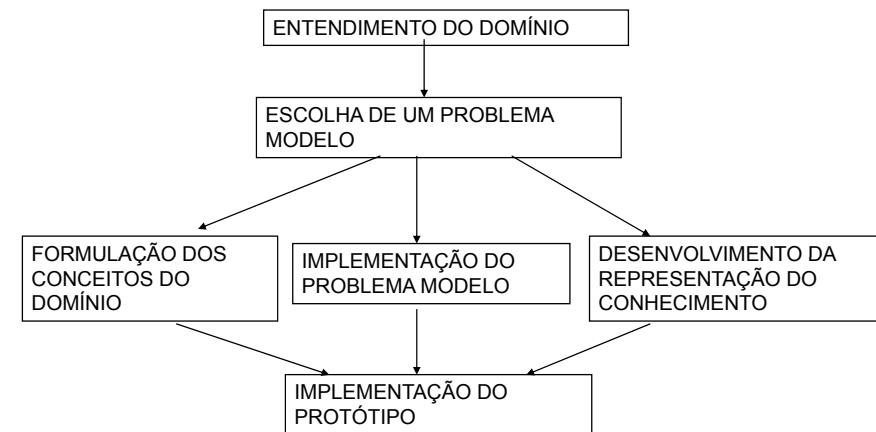 ENTENDIMENTO DO DOMÍNIO
ESCOLHA DE UM PROBLEMA
MODELO
FORMULAÇÃO DOS
CONCEITOS DO
DOMÍNIO
IMPLEMENTAÇÃO DO
PROBLEMA MODELO
DESENVOLVIMENTO DA
REPRESENTAÇÃO DO
CONHECIMENTO
IMPLEMENTAÇÃO DO
PROTÓTIPO